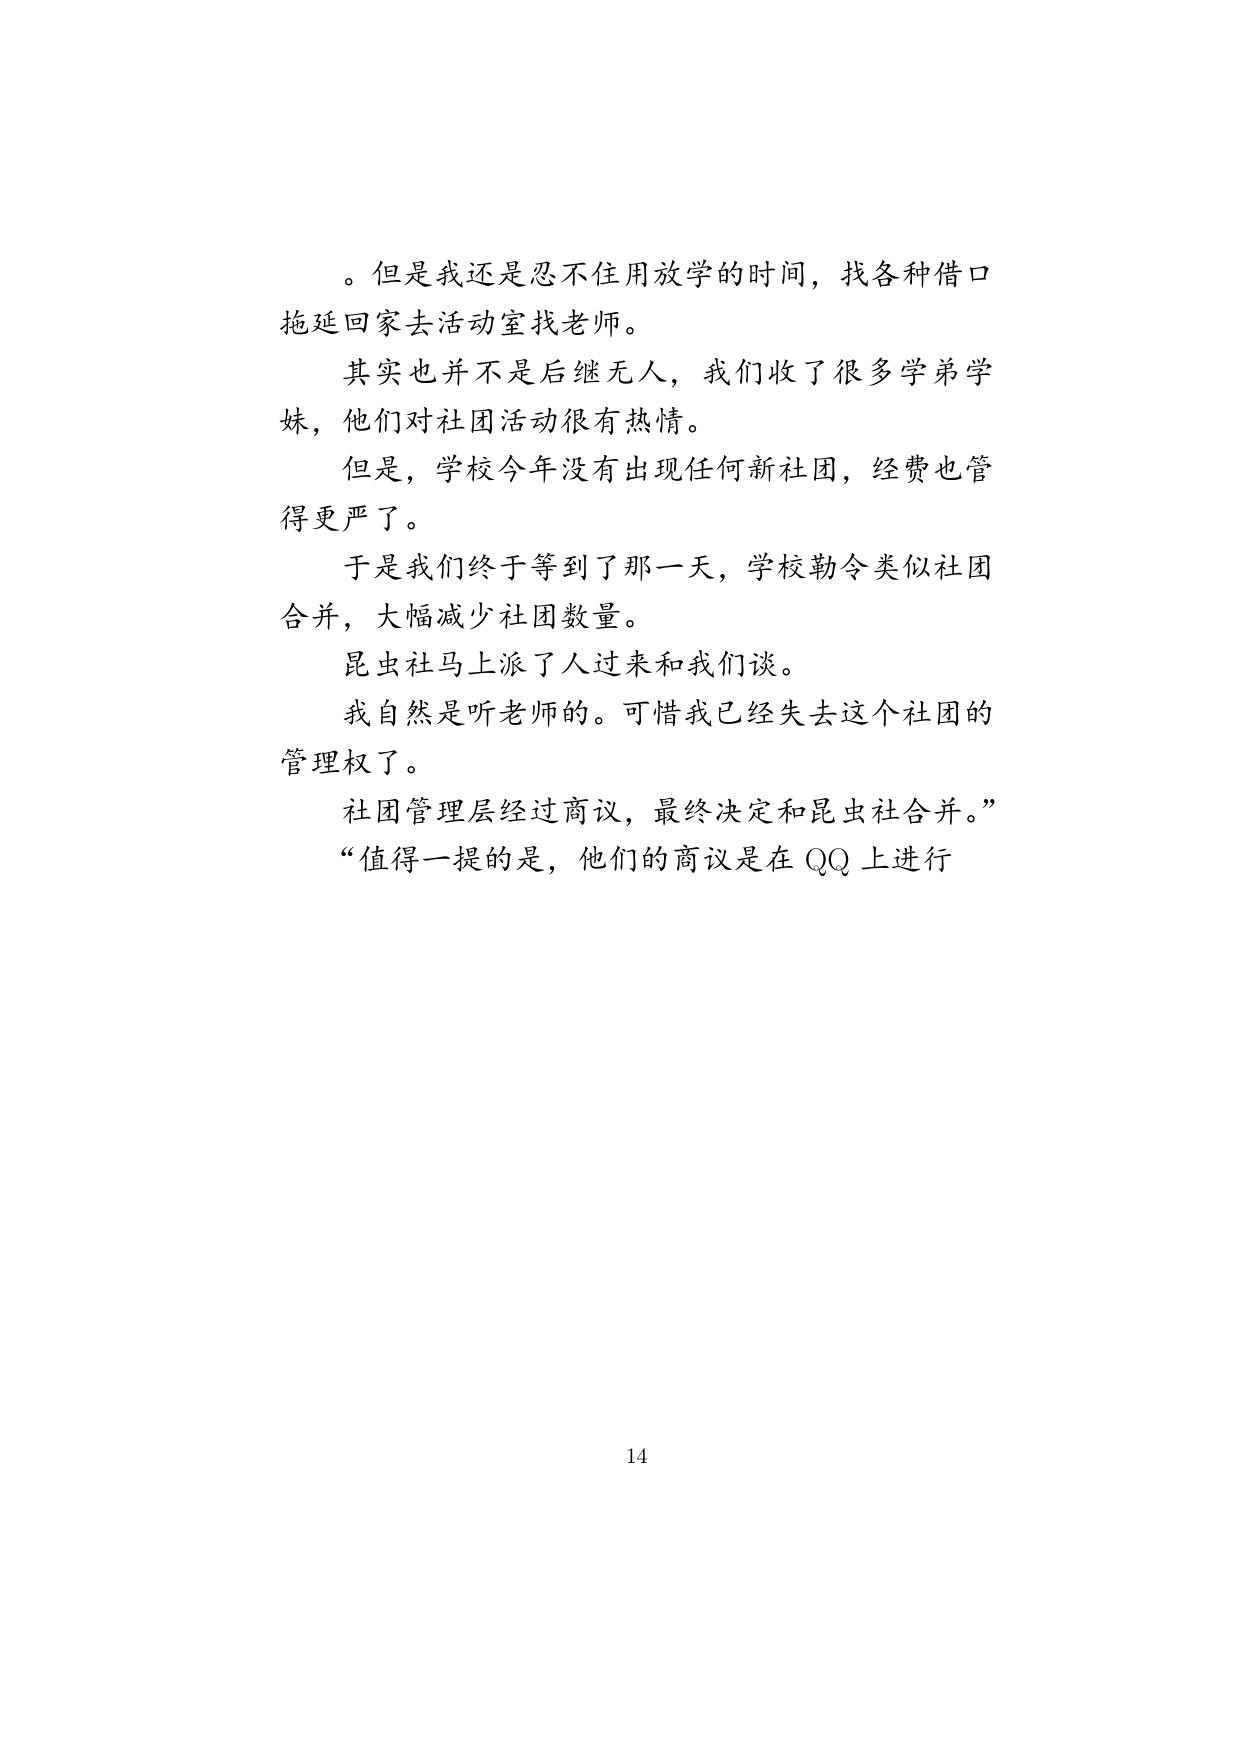 。但是我还是忍不住用放学的时间，找各种借口
拖延回家去活动室找老师。
其实也并不是后继无人，我们收了很多学弟学
妹，他们对社团活动很有热情。
但是，学校今年没有出现任何新社团，经费也管
得更严了。
于是我们终于等到了那一天，学校勒令类似社团
合并，大幅减少社团数量。
昆虫社马上派了人过来和我们谈。
我自然是听老师的。可惜我已经失去这个社团的
管理权了。
社团管理层经过商议，最终决定和昆虫社合并。”
“值得一提的是，他们的商议是在 QQ 上进行
14